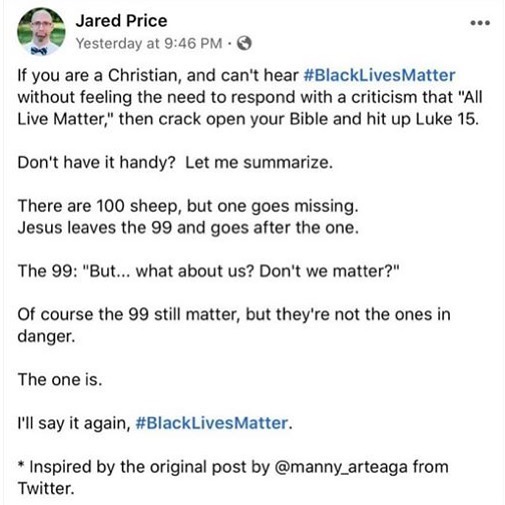 Jared Price
Yesterday at 9:46 PM ·
If you are a Christian, and can't hear #BlackLivesMatter
without feeling the need to respond with a criticism that "All
Live Matter," then crack open your Bible and hit up Luke 15.
Don't have it handy?  Let me summarize.
There are 100 sheep, but one goes missing.
Jesus leaves the 99 and goes after the one.
The 99: "But... what about us? Don't we matter?"
Of course the 99 still matter, but they're not the ones in
danger.
The one is.
I'll say it again, #BlackLivesMatter.
* Inspired by the original post by @manny_arteaga from
Twitter.